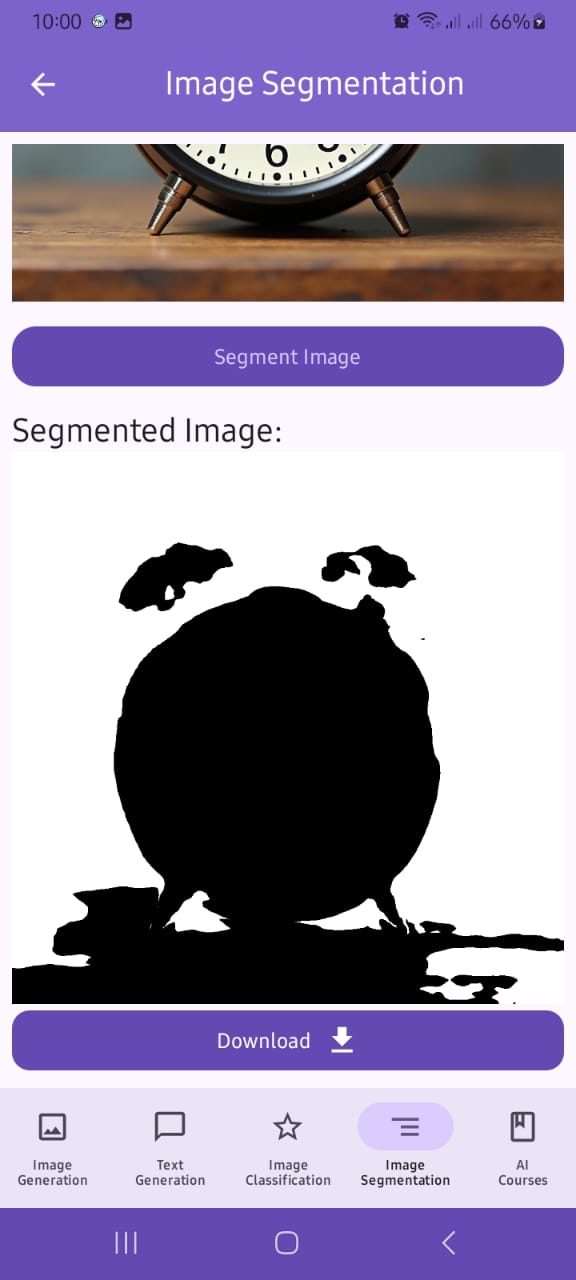 10:00 66%
Image Segmentation
6
Segment Image
Segmented Image:
Download
Image Generation
Text Generation
Image Classification
Image Segmentation
AI Courses